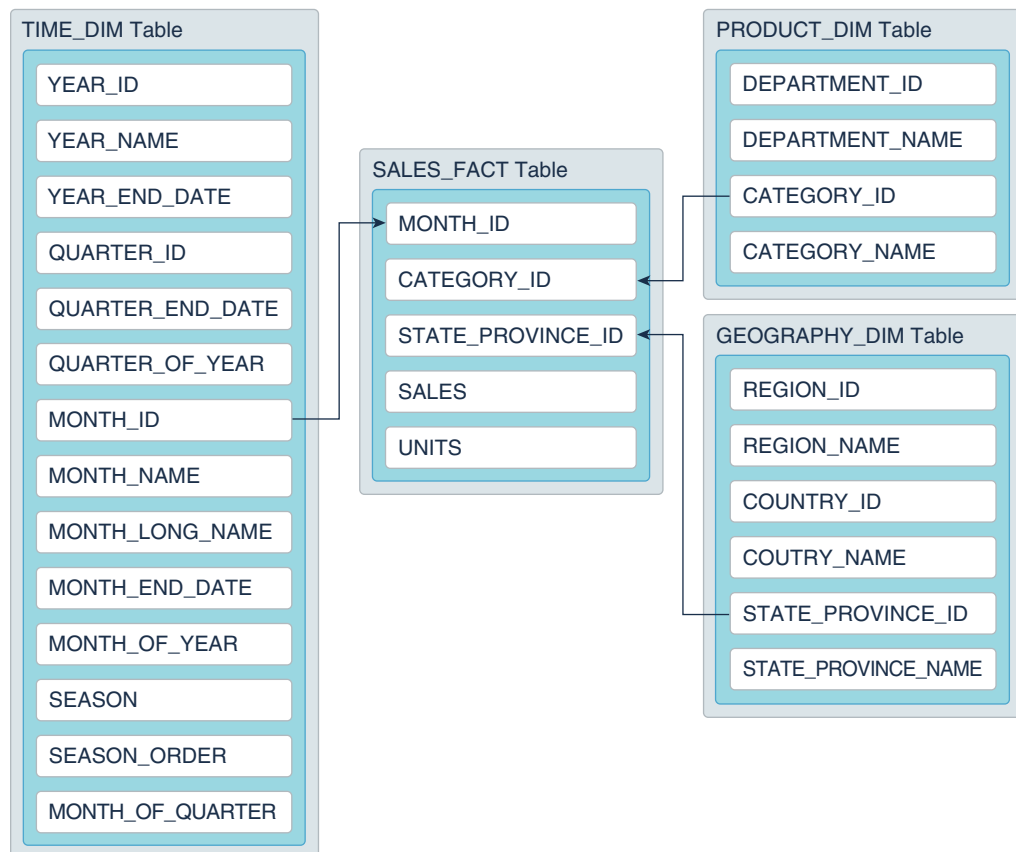 TIME_DIM Table
YEAR_ID
YEAR_NAME
YEAR_END_DATE
QUARTER_ID
QUARTER_END_DATE
QUARTER_OF_YEAR
MONTH_ID
MONTH_NAME
MONTH_LONG_NAME
MONTH_END_DATE
MONTH_OF_YEAR
SEASON
SEASON_ORDER
MONTH_OF_QUARTER
SALES_FACT Table
MONTH_ID
CATEGORY_ID
STATE_PROVINCE_ID
SALES
UNITS
PRODUCT_DIM Table
DEPARTMENT_ID
DEPARTMENT_NAME
CATEGORY_ID
CATEGORY_NAME
GEOGRAPHY_DIM Table
REGION_ID
REGION_NAME
COUNTRY_ID
COUTRY_NAME
STATE_PROVINCE_ID
STATE_PROVINCE_NAME